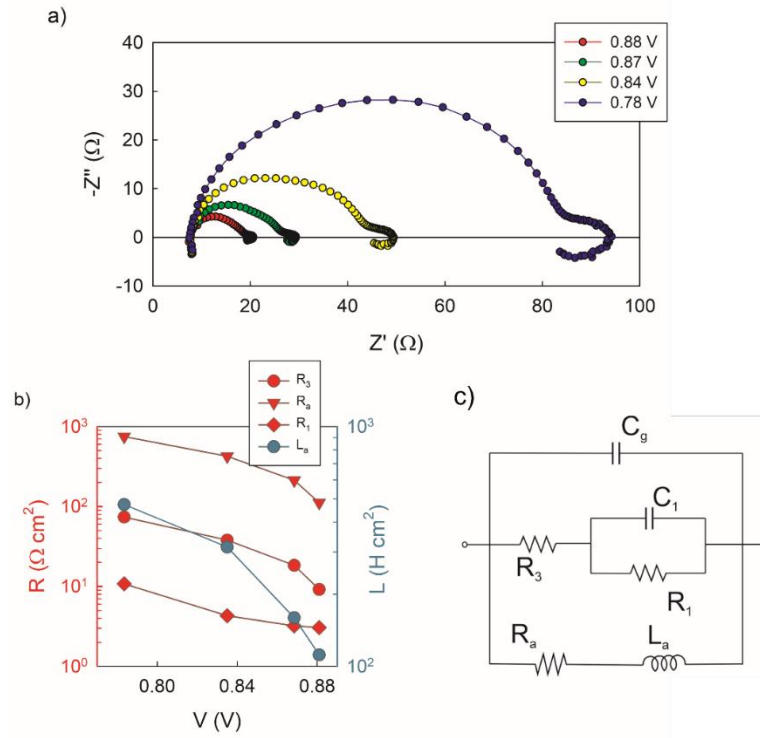 a)
40
30
20
10
0
-10
-Z" (Ω)
0 20 40 60 80 100
Z' (Ω)
0.88 V
0.87 V
0.84 V
0.78 V
b)
R₃
Rₐ
R₁
Lₐ
10³
10²
10¹
10⁰
R (Ω cm²)
10³
10²
L (H cm²)
0.80 0.84 0.88
V (V)
c)
C_g
C₁
R₃
R₁
Rₐ
Lₐ